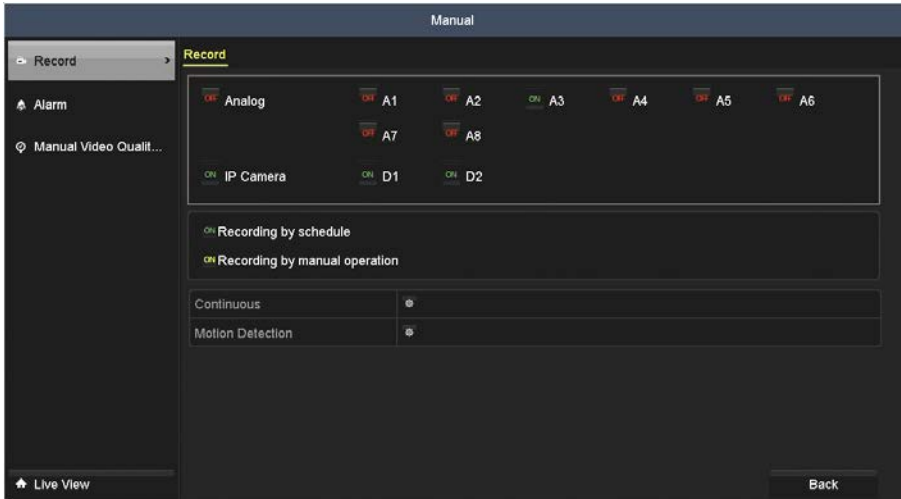 Manual
Record
Alarm
Manual Video Qualit...
Live View
Record
OFF Analog OFF A1 OFF A2 ON A3 OFF A4 OFF A5 OFF A6
OFF A7 OFF A8
ON IP Camera ON D1 ON D2
ON Recording by schedule
ON Recording by manual operation
Continuous
Motion Detection
Back